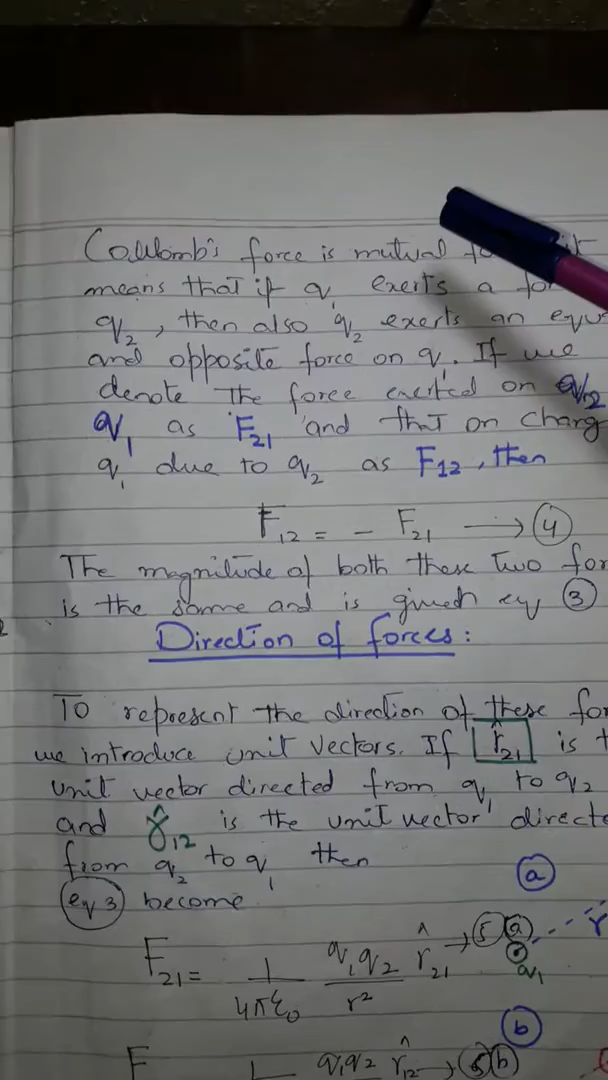 Coulomb's force is mutual
means that if q1 exerts a
q2, then also q2 exerts an
and opposite force on q1. If we
denote the force exerted on q2
q1 as F21 and that on
q1 due to q2 as F12, then
F12 = - F21 → (4)
The magnitude of both these two
is the same and is given eq (3)
Direction of forces:
To represent the direction of these
we introduce unit vectors. If r̂21 is
unit vector directed from q1 to q2
and r̂12 is the unit vector
from q2 to q1 then
(a)
(eq 3) become
F21 = 1/4πε0 q1q2/r² r̂21 → (5)(a)
q1
(b)
q1q2 r̂12 → (5)(b)